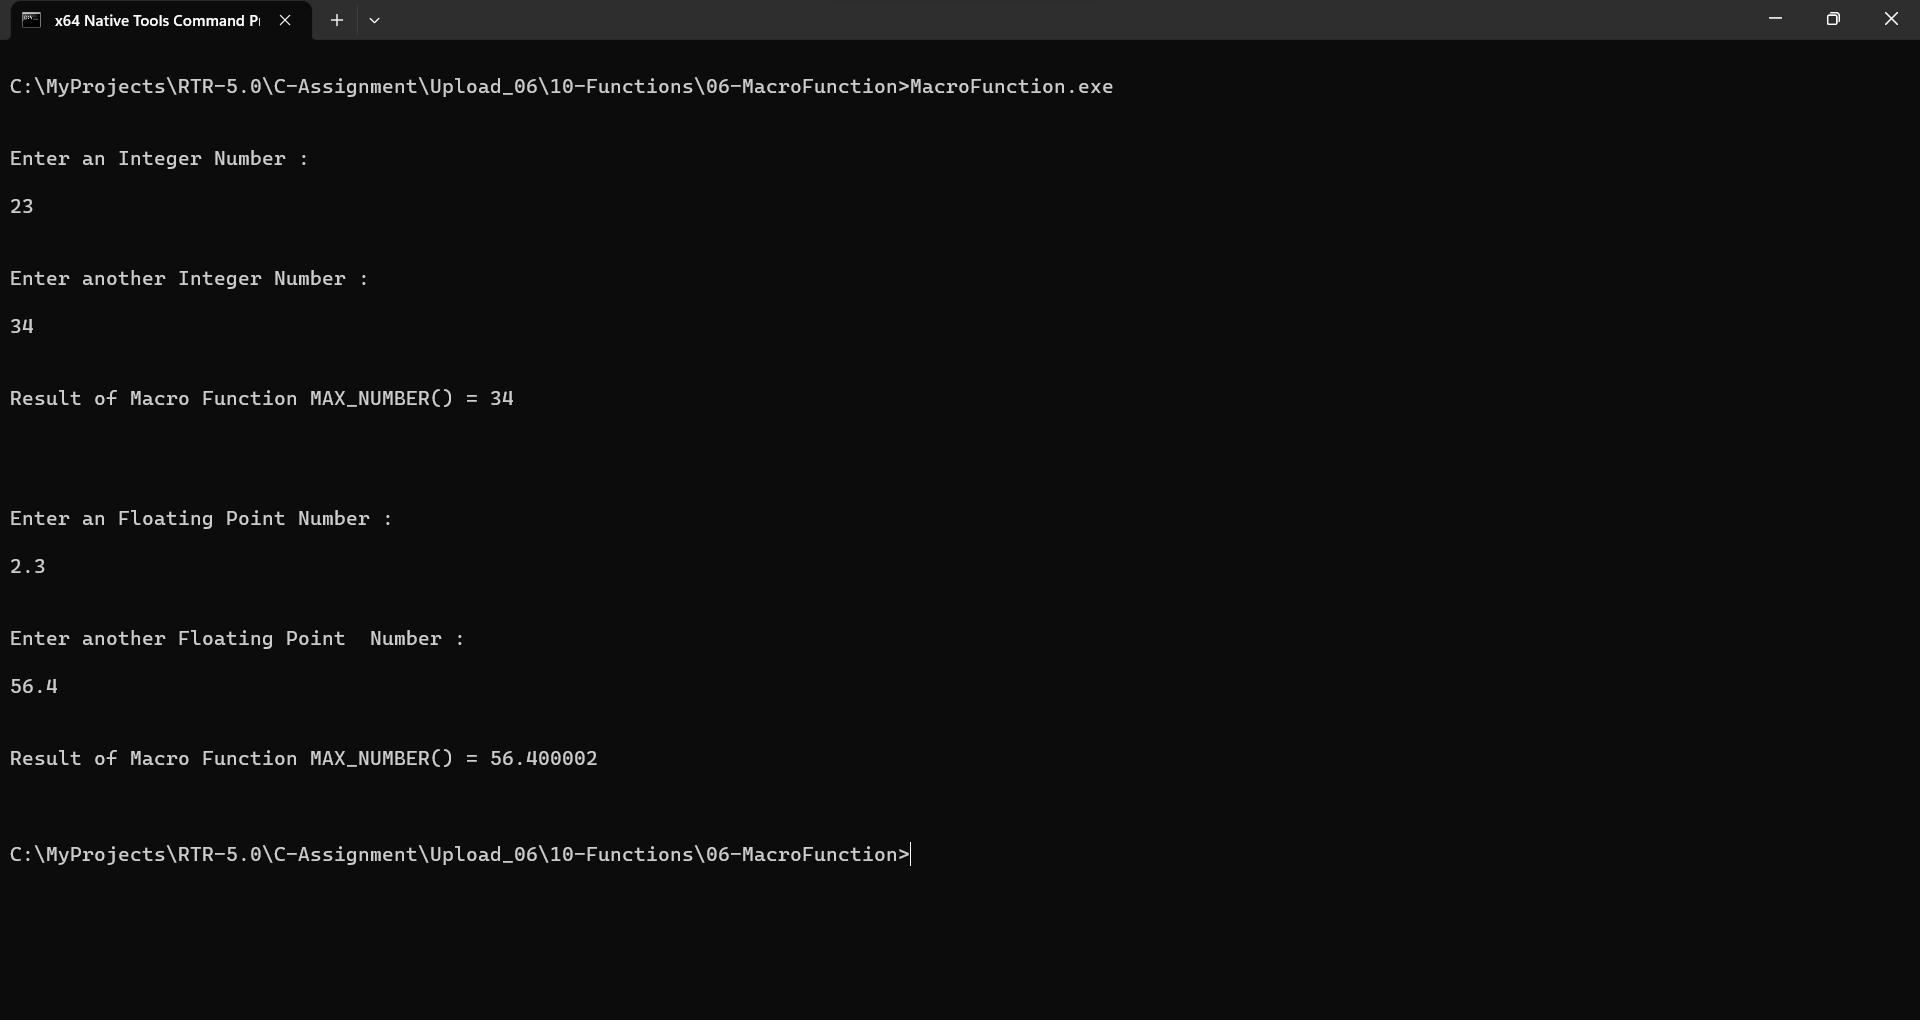 x64 Native Tools Command P
C:\MyProjects\RTR-5.0\C-Assignment\Upload_06\10-Functions\06-MacroFunction>MacroFunction.exe
Enter an Integer Number :
23
Enter another Integer Number :
34
Result of Macro Function MAX_NUMBER() = 34
Enter an Floating Point Number :
2.3
Enter another Floating Point  Number :
56.4
Result of Macro Function MAX_NUMBER() = 56.400002
C:\MyProjects\RTR-5.0\C-Assignment\Upload_06\10-Functions\06-MacroFunction>